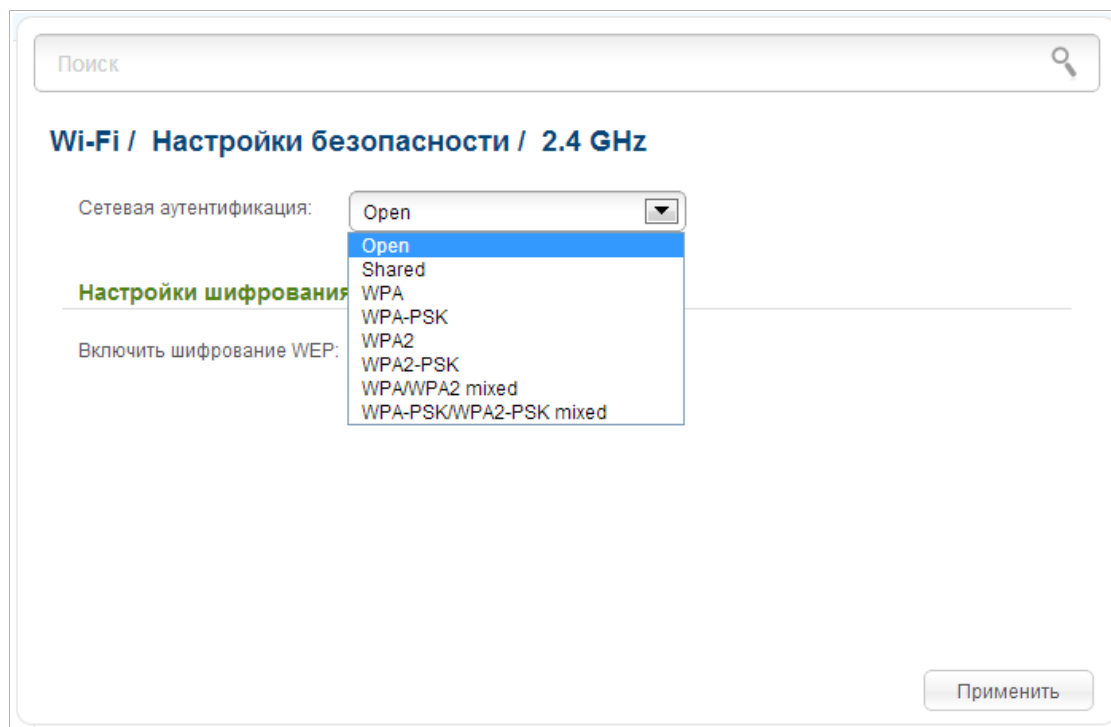 Поиск
Wi-Fi / Настройки безопасности / 2.4 GHz
Сетевая аутентификация: Open
Open
Shared
Настройки шифрования
WPA
WPA-PSK
WPA2
Включить шифрование WEP:
WPA2-PSK
WPA/WPA2 mixed
WPA-PSK/WPA2-PSK mixed
Применить